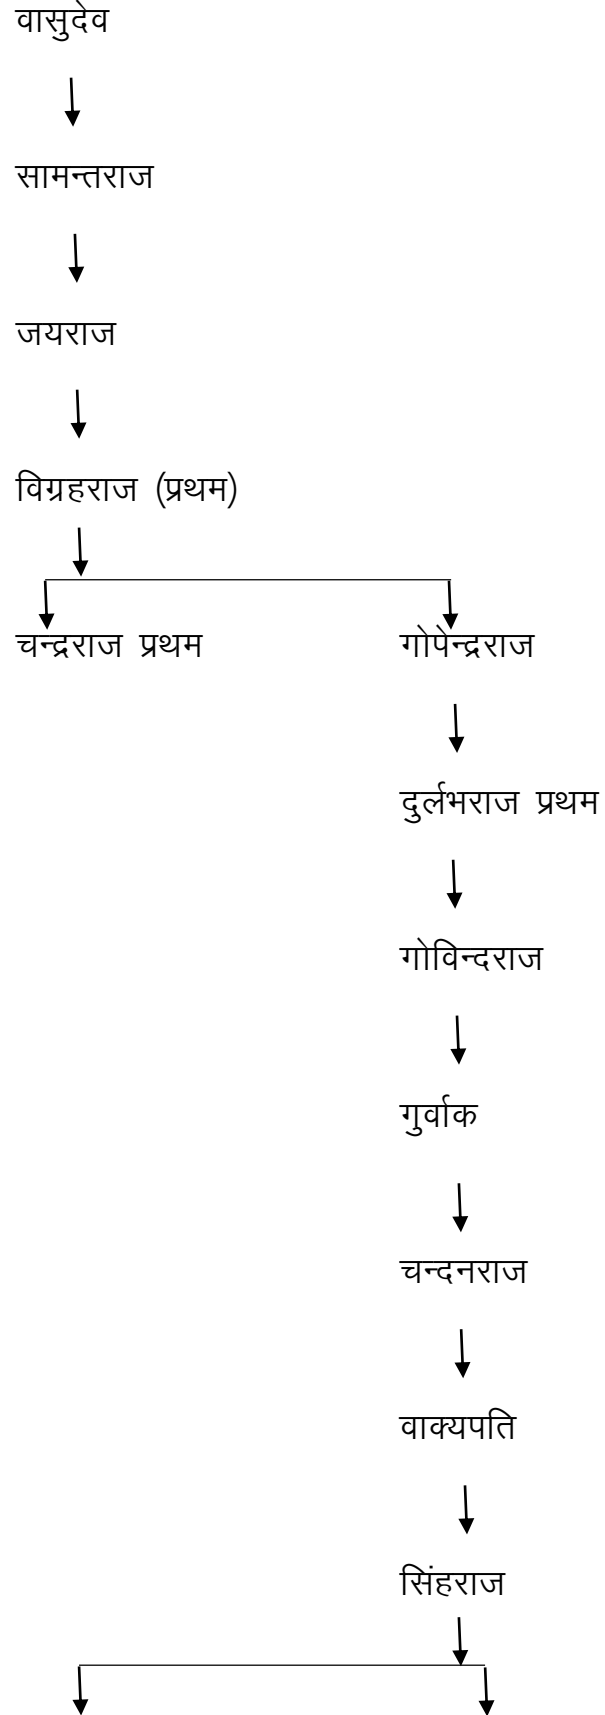 वासुदेव
सामन्तराज
जयराज
विग्रहराज (प्रथम)
चन्द्रराज प्रथम गोपेन्द्रराज
दुर्लभराज प्रथम
गोविन्दराज
गुर्वाक
चन्दनराज
वाक्यपति
सिंहराज